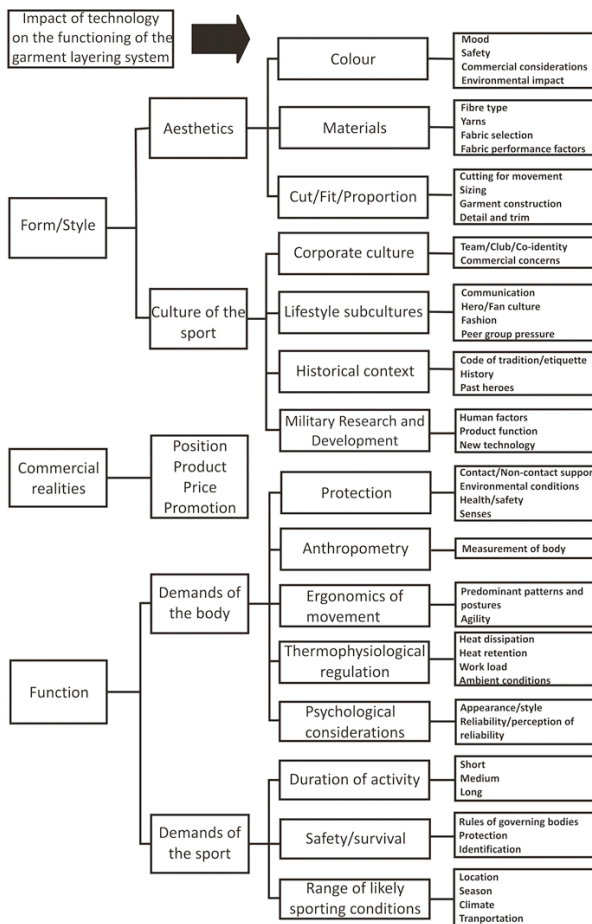 Impact of technology
on the functioning of the
garment layering system
Form/Style
Aesthetics
Colour
Mood
Safety
Commercial considerations
Environmental impact
Materials
Fibre type
Yarns
Fabric selection
Fabric performance factors
Cut/Fit/Proportion
Cutting for movement
Sizing
Garment construction
Detail and trim
Culture of the
sport
Corporate culture
Team/Club/Co-identity
Commercial concerns
Lifestyle subcultures
Communication
Hero/Fan culture
Fashion
Peer group pressure
Historical context
Code of tradition/etiquette
History
Past heroes
Military Research and
Development
Human factors
Product function
New technology
Commercial
realities
Position
Product
Price
Promotion
Function
Demands of
the body
Protection
Contact/Non-contact support
Environmental conditions
Health/safety
Senses
Anthropometry
Measurement of body
Ergonomics of
movement
Predominant patterns and
postures
Agility
Thermophysiological
regulation
Heat dissipation
Heat retention
Work load
Ambient conditions
Psychological
considerations
Appearance/style
Reliability/perception of
reliability
Demands of
the sport
Duration of activity
Short
Medium
Long
Safety/survival
Rules of governing bodies
Protection
Identification
Range of likely
sporting conditions
Location
Season
Climate
Tranportation